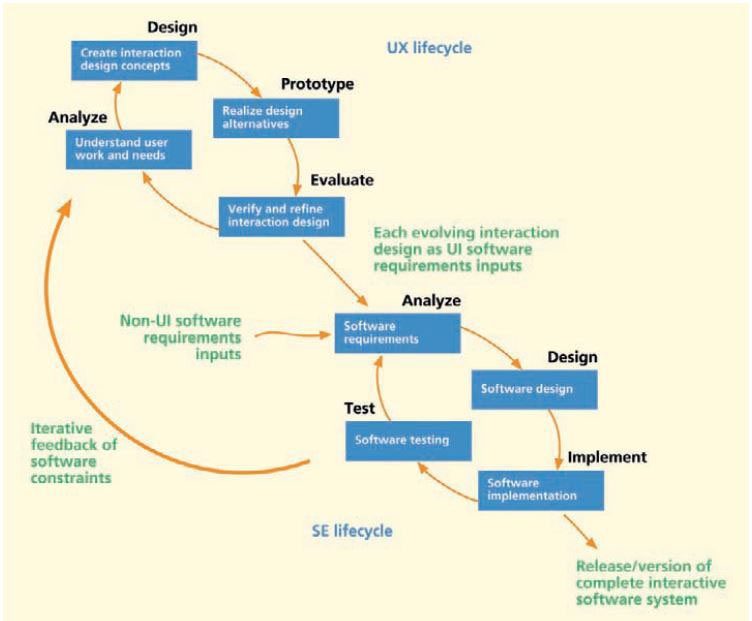 Design
UX lifecycle
Create interaction
design concepts
Prototype
Realize design
alternatives
Analyze
Understand user
work and needs
Evaluate
Verify and refine
interaction design
Each evolving interaction
design as UI software
requirements inputs
Analyze
Non-UI software
requirements
inputs
Software
requirements
Design
Software design
Test
Software testing
Iterative
feedback of
software
constraints
Implement
Software
implementation
SE lifecycle
Release/version of
complete interactive
software system